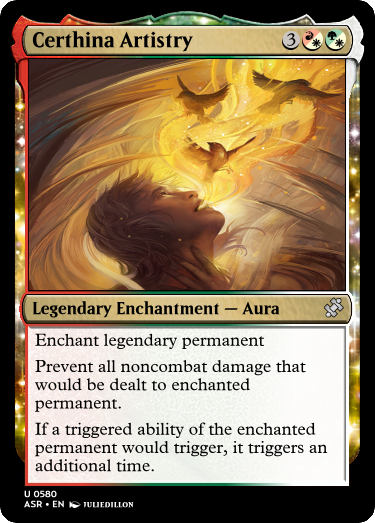 Certhina Artistry 3
Legendary Enchantment — Aura
Enchant legendary permanent
Prevent all noncombat damage that
would be dealt to enchanted
permanent.
If a triggered ability of the enchanted
permanent would trigger, it triggers an
additional time.
U 0580
ASR • EN JULIEDILLON